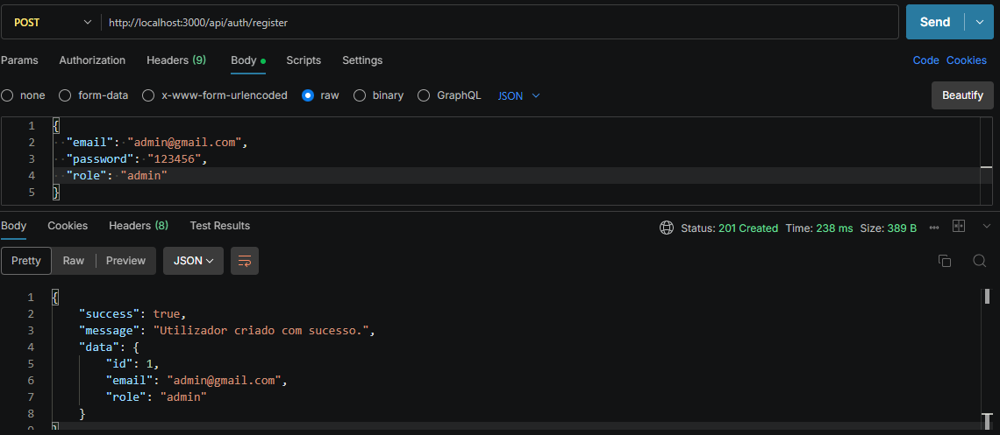 POST http://localhost:3000/api/auth/register Send
Params Authorization Headers (9) Body Scripts Settings Code Cookies
none form-data x-www-form-urlencoded raw binary GraphQL JSON Beautify
1 {
2 "email": "admin@gmail.com",
3 "password": "123456",
4 "role": "admin"
5 }
Body Cookies Headers (8) Test Results Status: 201 Created Time: 238 ms Size: 389 B
Pretty Raw Preview JSON
1 {
2 "success": true,
3 "message": "Utilizador criado com sucesso.",
4 "data": {
5 "id": 1,
6 "email": "admin@gmail.com",
7 "role": "admin"
8 }
9 }